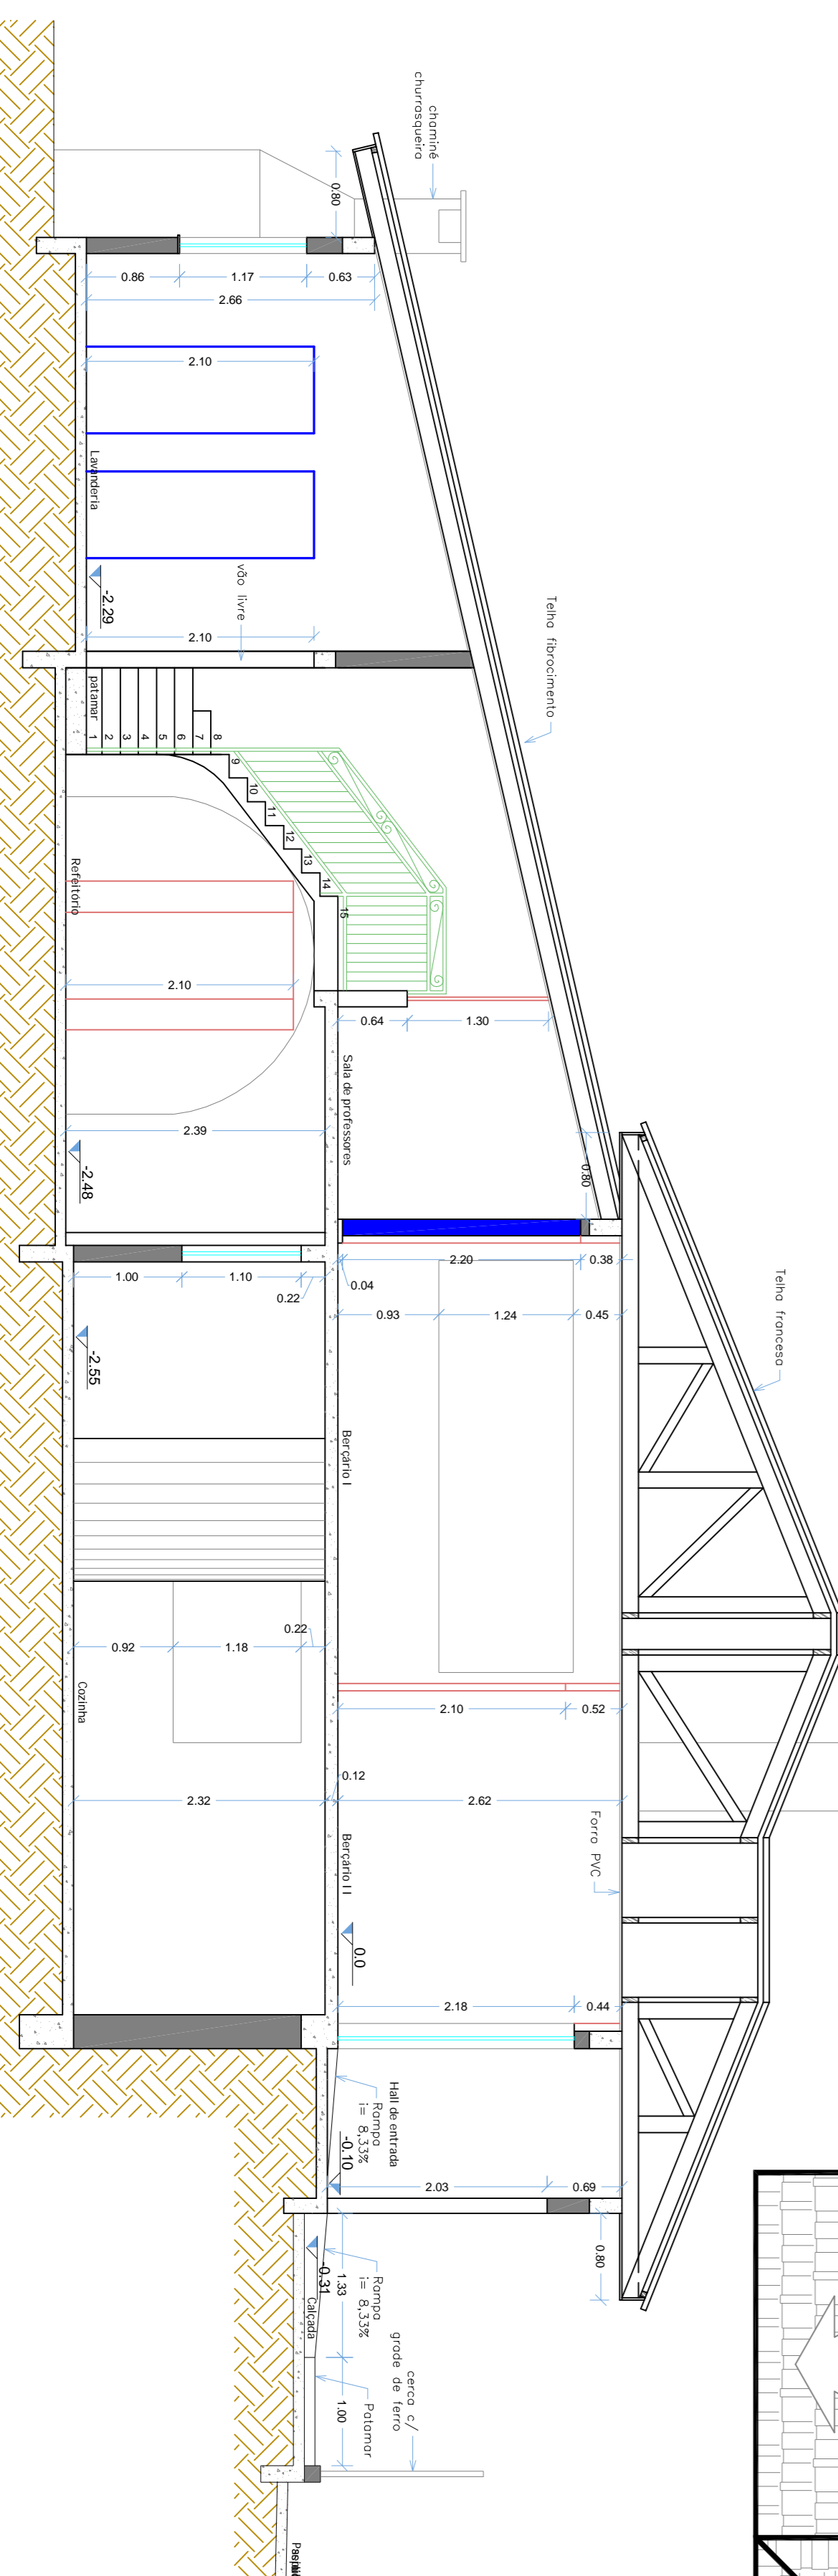 chaminé
churrasqueira
0.80
0.86
1.17
0.63
2.66
2.10
Lavanderia
-2.29
vão livre
2.10
Telha fibrocimento
patamar
1
2
3
4
5
6
7
8
9
10
11
12
13
14
15
Refeitório
2.10
0.64
1.30
Sala de professores
2.39
-2.48
0.80
1.00
1.10
0.22
0.04
2.20
0.38
0.93
1.24
0.45
Telha francesa
-2.55
Berçário I
0.92
1.18
0.22
Cozinha
2.10
0.52
2.32
0.12
2.62
Berçário II
Forro PVC
0.0
2.18
0.44
Hall de entrada
Rampa
i= 8,33%
-0.10
2.03
0.69
0.80
-0.31
1.33
Calçada
Rampa
i= 8,33%
1.00
Patamar
cerca c/
grade de ferro